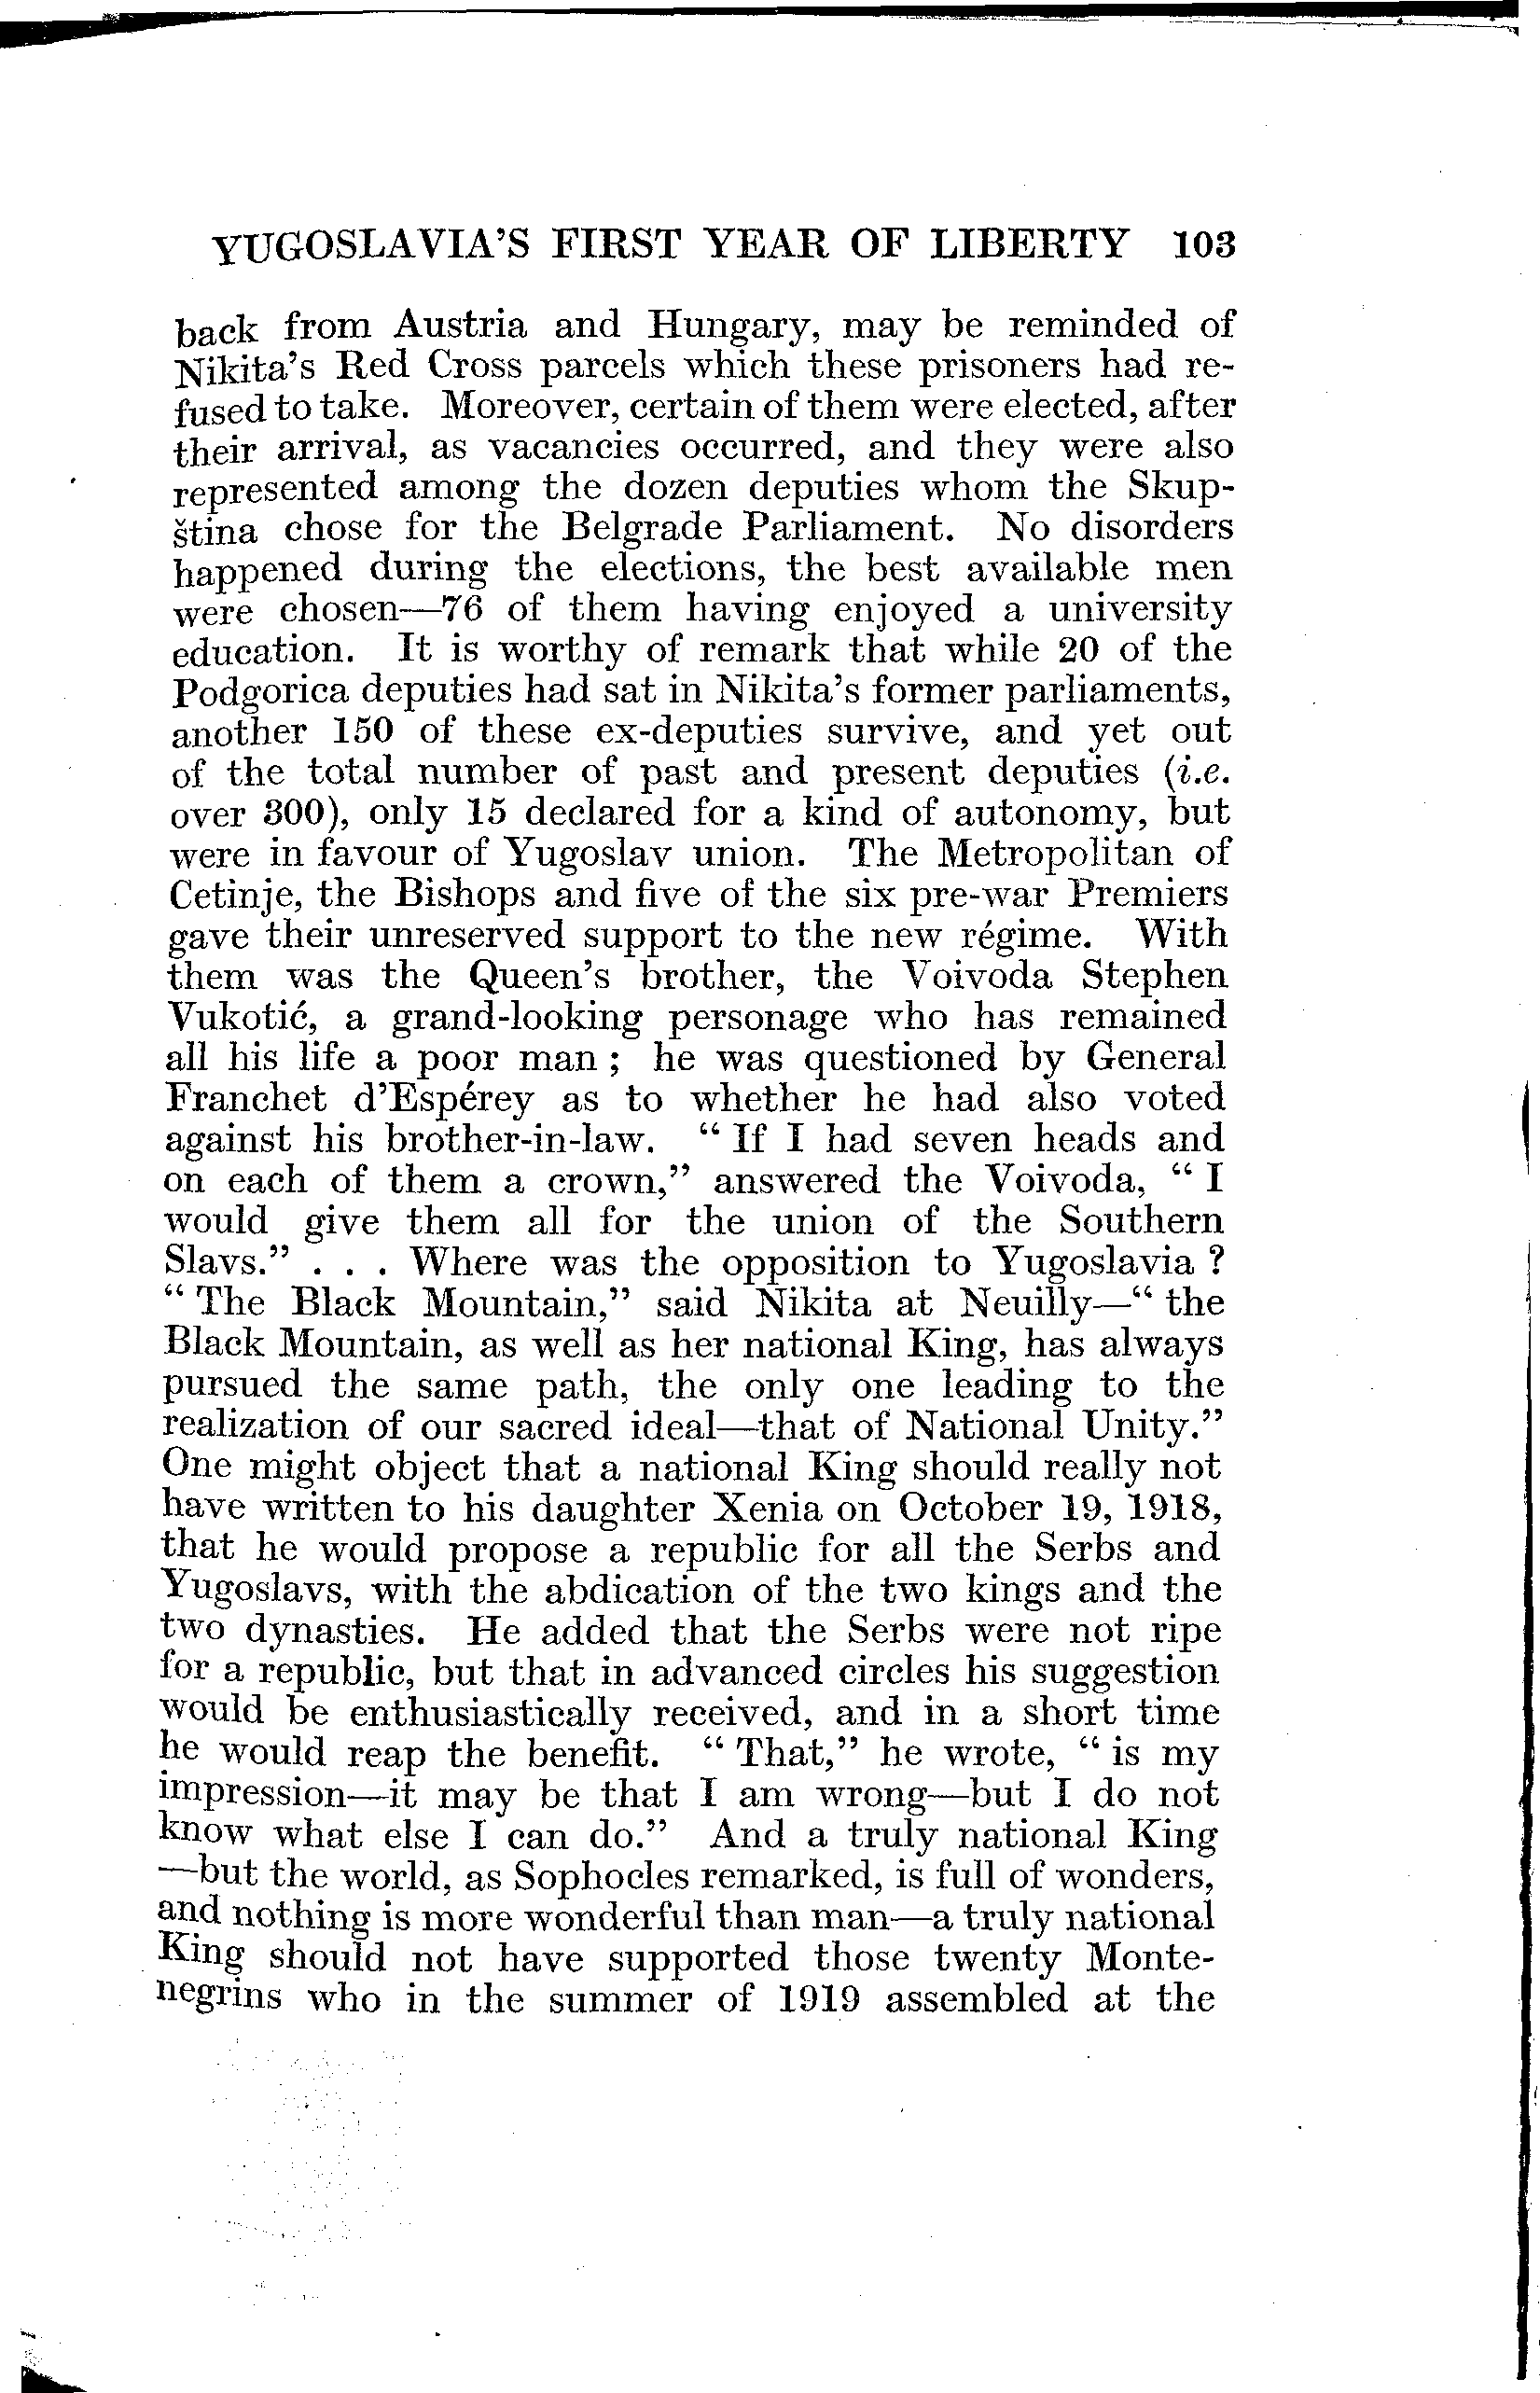 YUGOSLAVIA'S FIRST YEAR OF LIBERTY 103
back from Austria and Hungary, may be reminded of
Nikita's Red Cross parcels which these prisoners had re-
fused to take. Moreover, certain of them were elected, after
their arrival, as vacancies occurred, and they were also
represented among the dozen deputies whom the Skup-
ština chose for the Belgrade Parliament. No disorders
happened during the elections, the best available men
were chosen—76 of them having enjoyed a university
education. It is worthy of remark that while 20 of the
Podgorica deputies had sat in Nikita's former parliaments,
another 150 of these ex-deputies survive, and yet out
of the total number of past and present deputies (i.e.
over 300), only 15 declared for a kind of autonomy, but
were in favour of Yugoslav union. The Metropolitan of
Cetinje, the Bishops and five of the six pre-war Premiers
gave their unreserved support to the new régime. With
them was the Queen's brother, the Voivoda Stephen
Vukotić, a grand-looking personage who has remained
all his life a poor man ; he was questioned by General
Franchet d'Espérey as to whether he had also voted
against his brother-in-law. " If I had seven heads and
on each of them a crown," answered the Voivoda, " I
would give them all for the union of the Southern
Slavs." . . . Where was the opposition to Yugoslavia ?
" The Black Mountain," said Nikita at Neuilly—" the
Black Mountain, as well as her national King, has always
pursued the same path, the only one leading to the
realization of our sacred ideal—that of National Unity."
One might object that a national King should really not
have written to his daughter Xenia on October 19, 1918,
that he would propose a republic for all the Serbs and
Yugoslavs, with the abdication of the two kings and the
two dynasties. He added that the Serbs were not ripe
for a republic, but that in advanced circles his suggestion
would be enthusiastically received, and in a short time
he would reap the benefit. " That," he wrote, " is my
impression—it may be that I am wrong—but I do not
know what else I can do." And a truly national King
—but the world, as Sophocles remarked, is full of wonders,
and nothing is more wonderful than man—a truly national
King should not have supported those twenty Monte-
negrins who in the summer of 1919 assembled at the